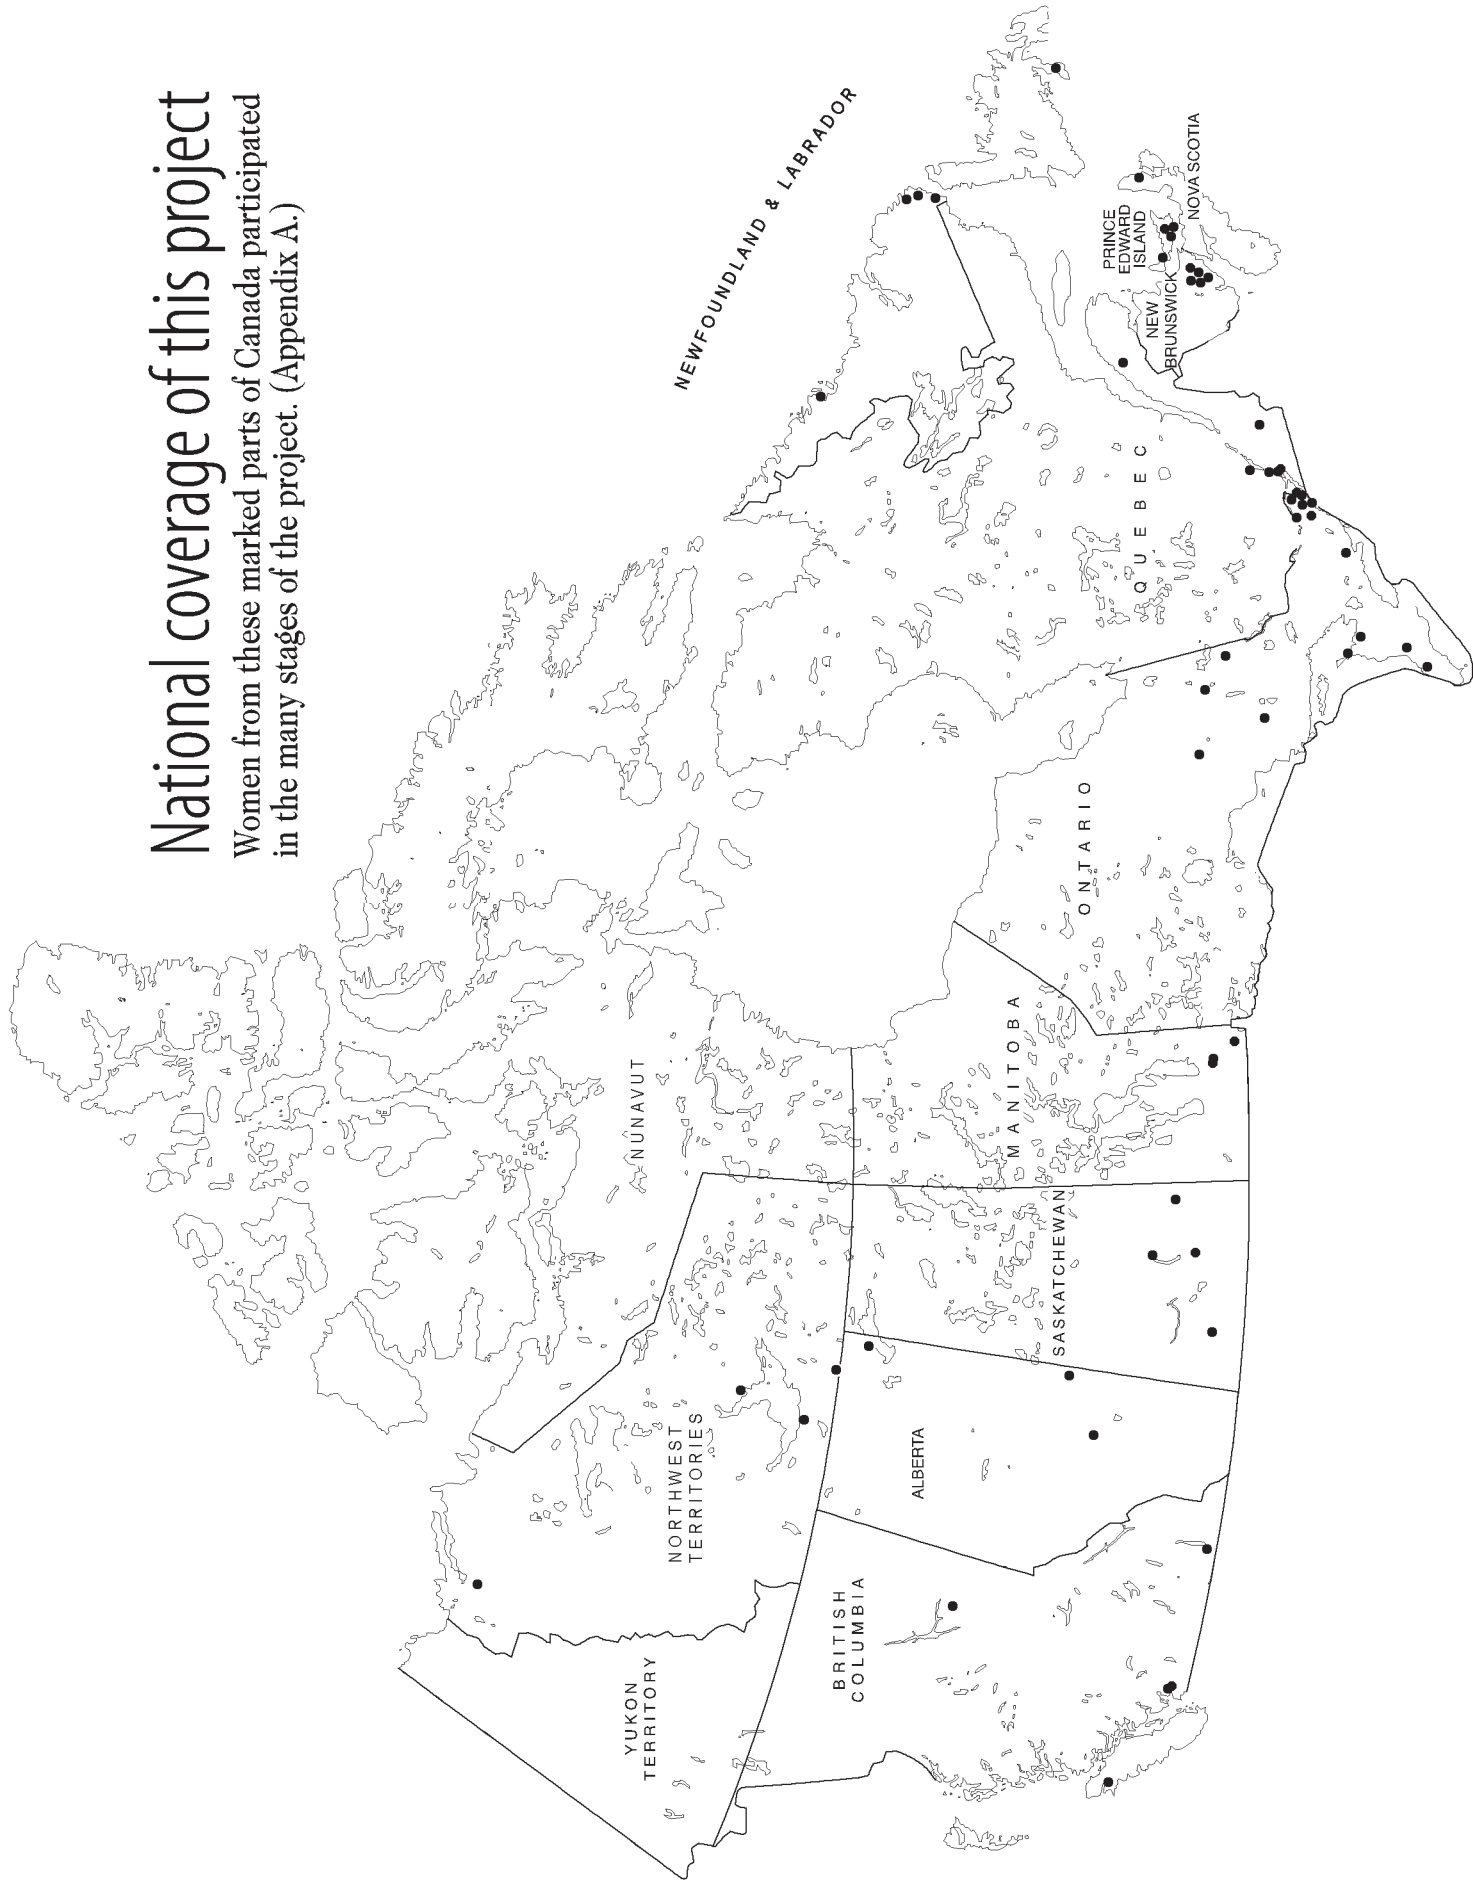 National coverage of this project
Women from these marked parts of Canada participated
in the many stages of the project. (Appendix A.)
NEWFOUNDLAND & LABRADOR
NUNAVUT
YUKON
TERRITORY
NORTHWEST
TERRITORIES
BRITISH
COLUMBIA
ALBERTA
SASKATCHEWAN
MANITOBA
ONTARIO
QUEBEC
NEW
BRUNSWICK
PRINCE
EDWARD
ISLAND
NOVA SCOTIA